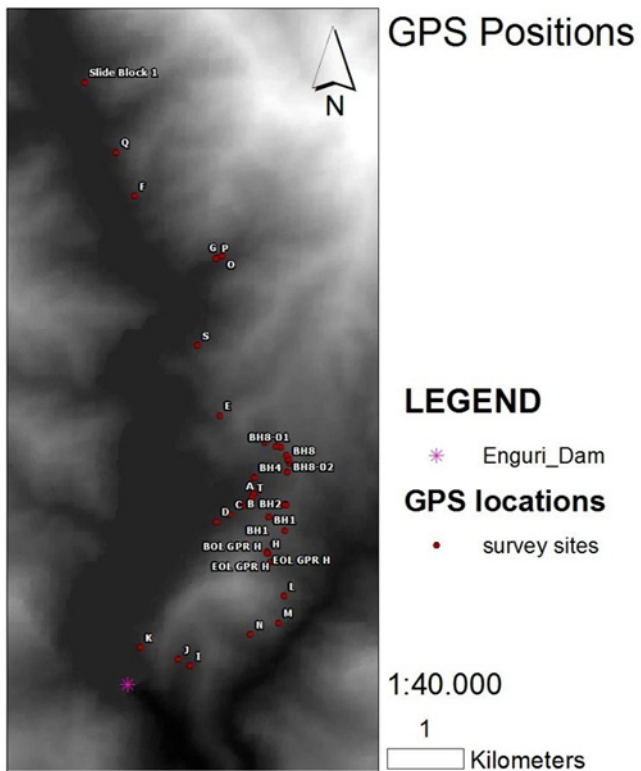 GPS Positions
N
Slide Block 1
Q
F
G P
O
S
E
BH8-01
BH8
BH4
BH8-02
A T
C B BH2
D
BH1
BH1
BOL GPR H H
EOL GPR H EOL GPR H
L
M
N
K
J
I
LEGEND
Enguri_Dam
GPS locations
survey sites
1:40.000
1
Kilometers